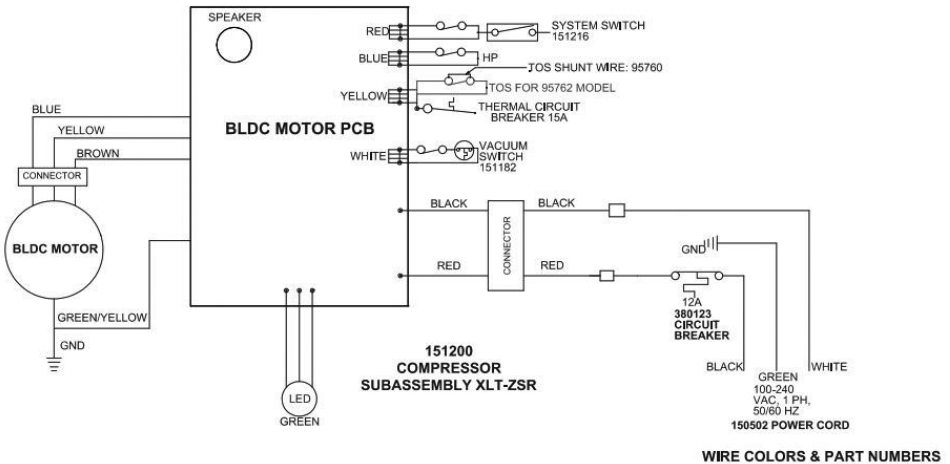 SPEAKER
RED
SYSTEM SWITCH
151216
BLUE
HP
TOS SHUNT WIRE: 95760
TOS FOR 95762 MODEL
YELLOW
THERMAL CIRCUIT
BREAKER 15A
BLUE
YELLOW
BROWN
CONNECTOR
BLDC MOTOR PCB
WHITE
VACUUM
SWITCH
151182
BLACK
BLACK
CONNECTOR
BLDC MOTOR
GND
RED
RED
GREEN/YELLOW
GND
12A
380123
CIRCUIT
BREAKER
151200
COMPRESSOR
SUBASSEMBLY XLT-ZSR
LED
GREEN
BLACK
GREEN
WHITE
100-240
VAC, 1 PH,
50/60 HZ
150502 POWER CORD
WIRE COLORS & PART NUMBERS